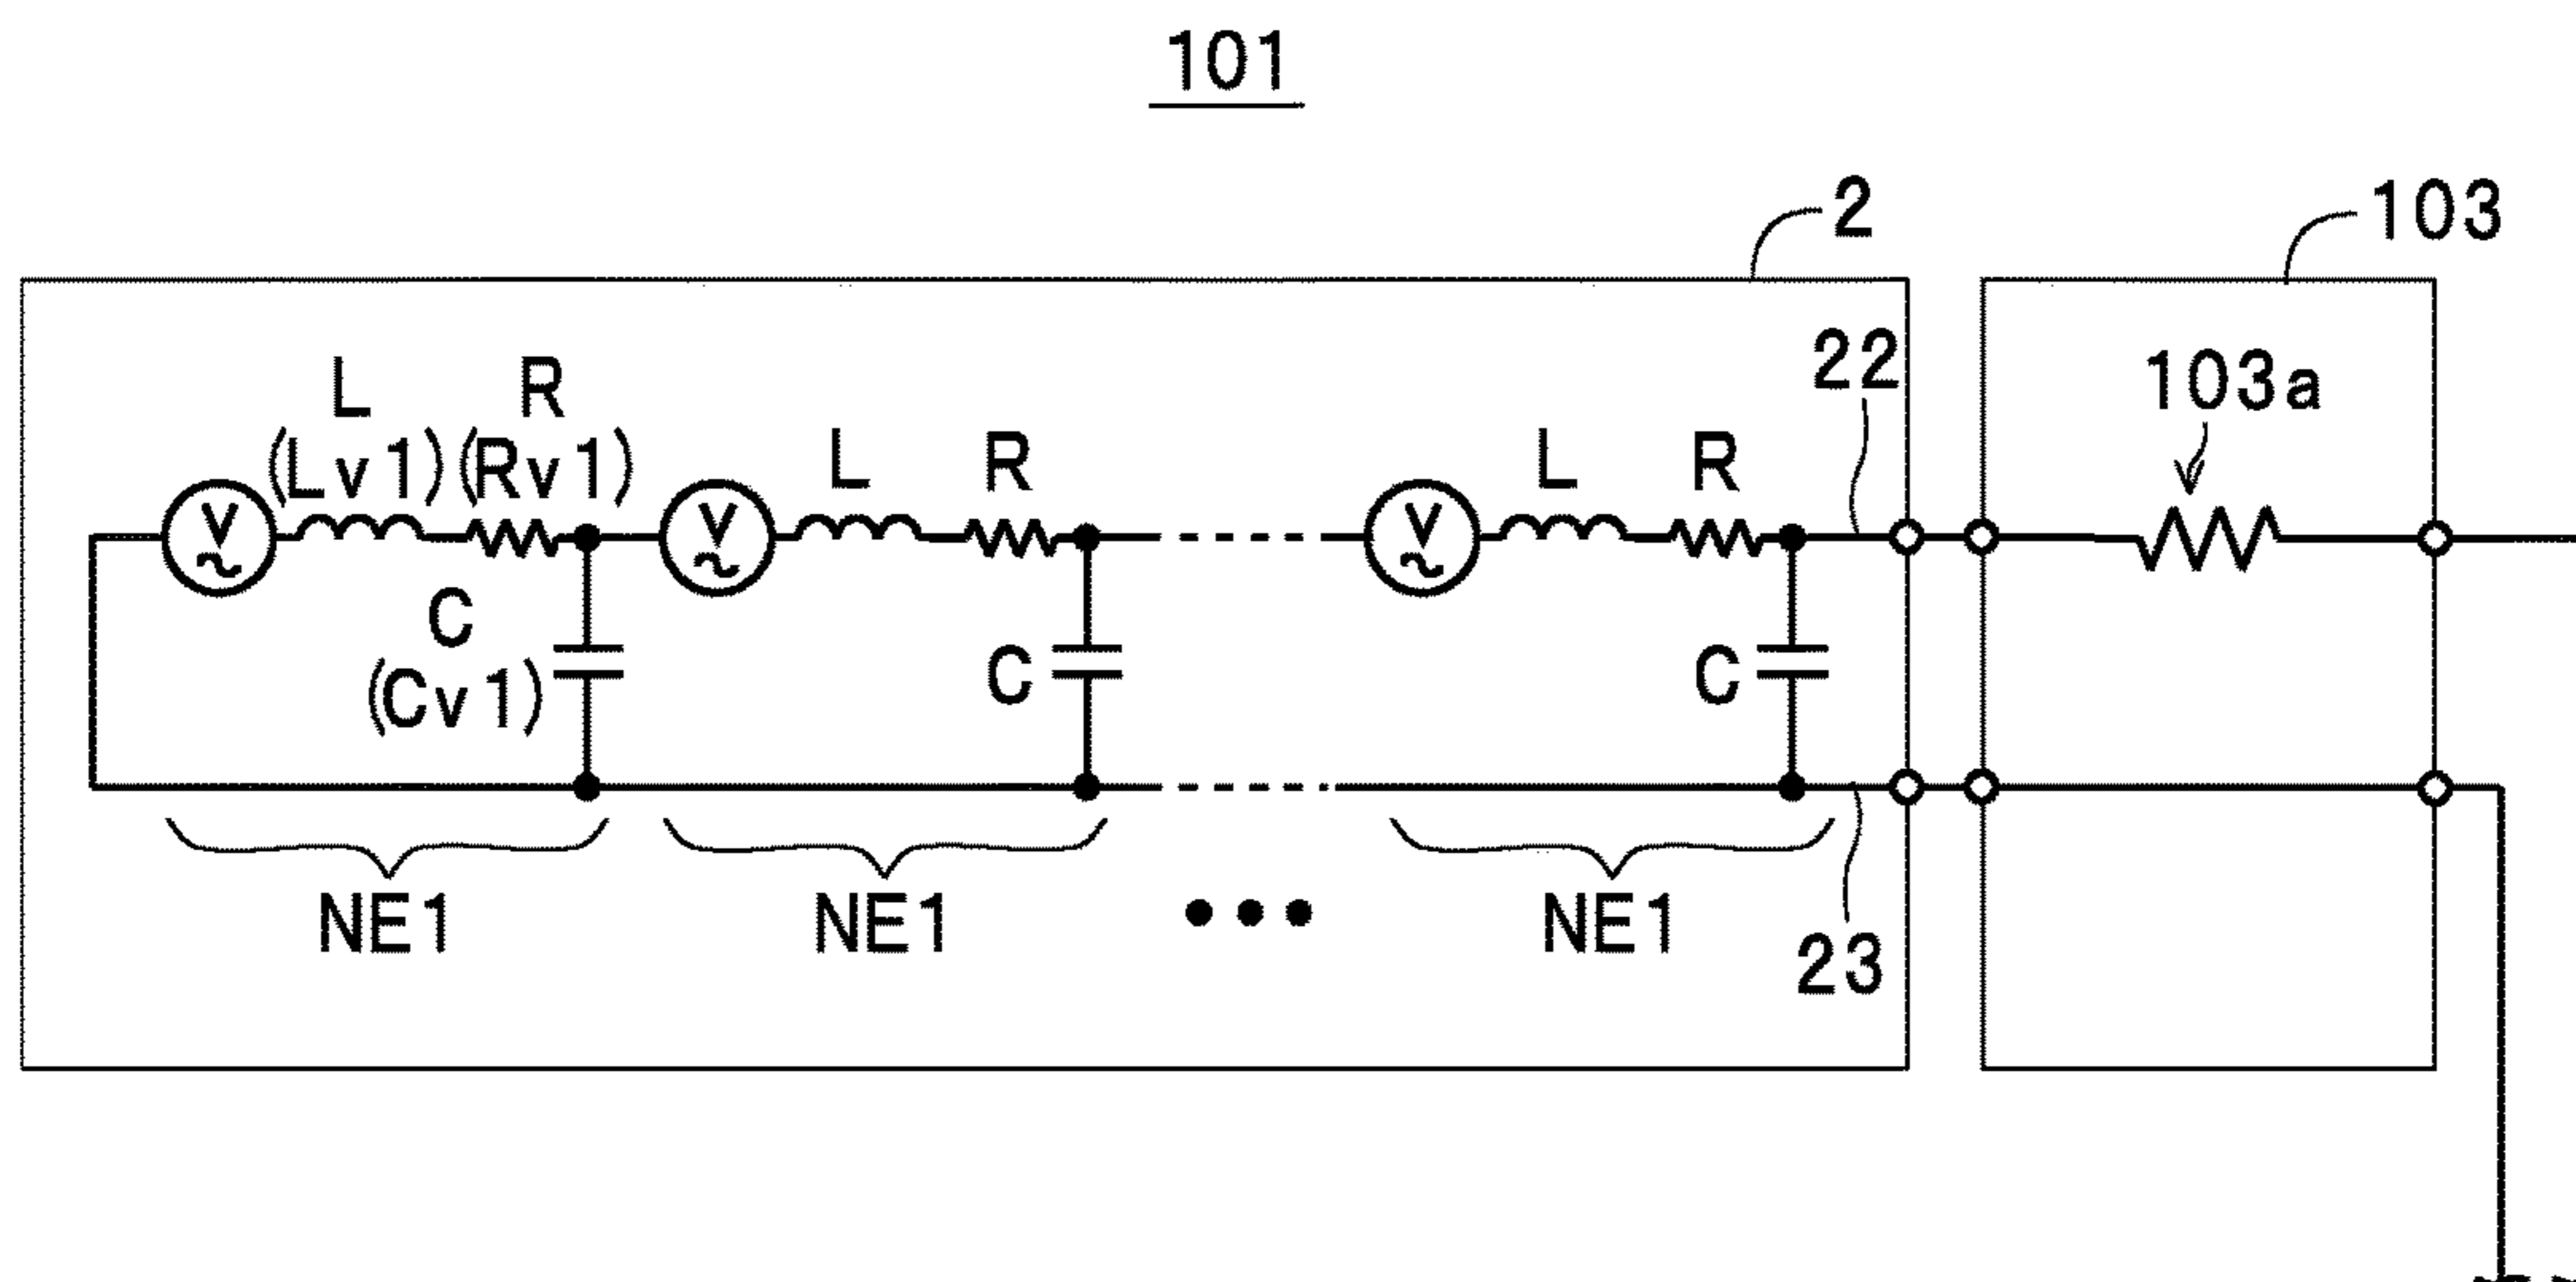 101
2
103
22
103a
L R
(Lv1) (Rv1)
L R
L R
V V V
C
(Cv1)
C
C
NE1 NE1 ••• NE1
23